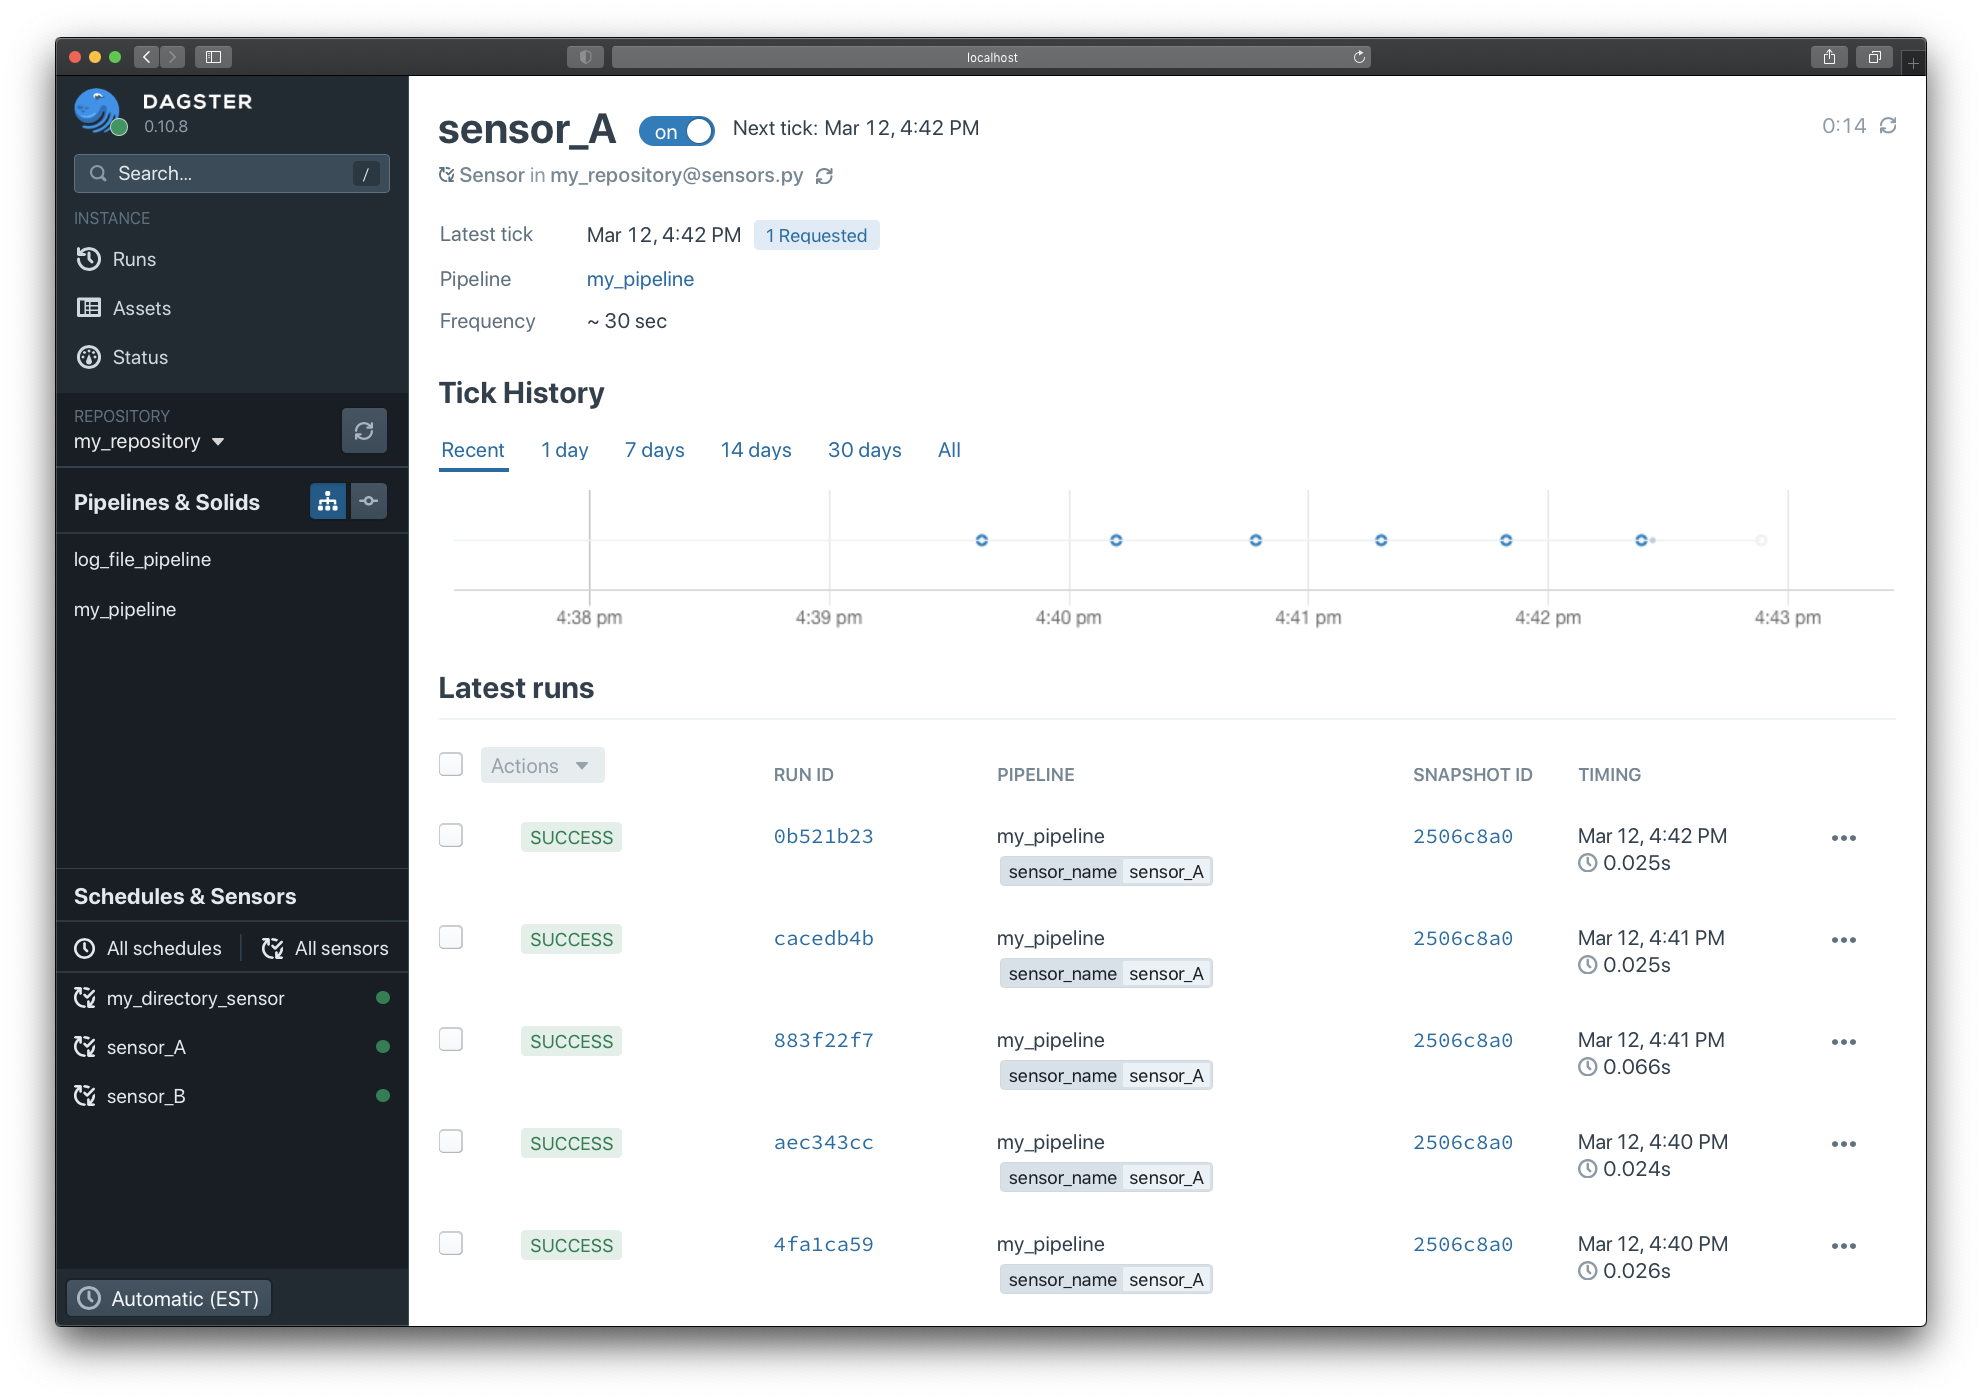 localhost
DAGSTER
0.10.8
Search...
/
INSTANCE
Runs
Assets
Status
REPOSITORY
my_repository
Pipelines & Solids
log_file_pipeline
my_pipeline
Schedules & Sensors
All schedules
All sensors
my_directory_sensor
sensor_A
sensor_B
Automatic (EST)
sensor_A on Next tick: Mar 12, 4:42 PM
0:14
Sensor in my_repository@sensors.py
Latest tick Mar 12, 4:42 PM 1 Requested
Pipeline my_pipeline
Frequency ~ 30 sec
Tick History
Recent 1 day 7 days 14 days 30 days All
4:38 pm 4:39 pm 4:40 pm 4:41 pm 4:42 pm 4:43 pm
Latest runs
Actions RUN ID PIPELINE SNAPSHOT ID TIMING
SUCCESS 0b521b23 my_pipeline 2506c8a0 Mar 12, 4:42 PM
sensor_name sensor_A 0.025s
SUCCESS cacedb4b my_pipeline 2506c8a0 Mar 12, 4:41 PM
sensor_name sensor_A 0.025s
SUCCESS 883f22f7 my_pipeline 2506c8a0 Mar 12, 4:41 PM
sensor_name sensor_A 0.066s
SUCCESS aec343cc my_pipeline 2506c8a0 Mar 12, 4:40 PM
sensor_name sensor_A 0.024s
SUCCESS 4fa1ca59 my_pipeline 2506c8a0 Mar 12, 4:40 PM
sensor_name sensor_A 0.026s